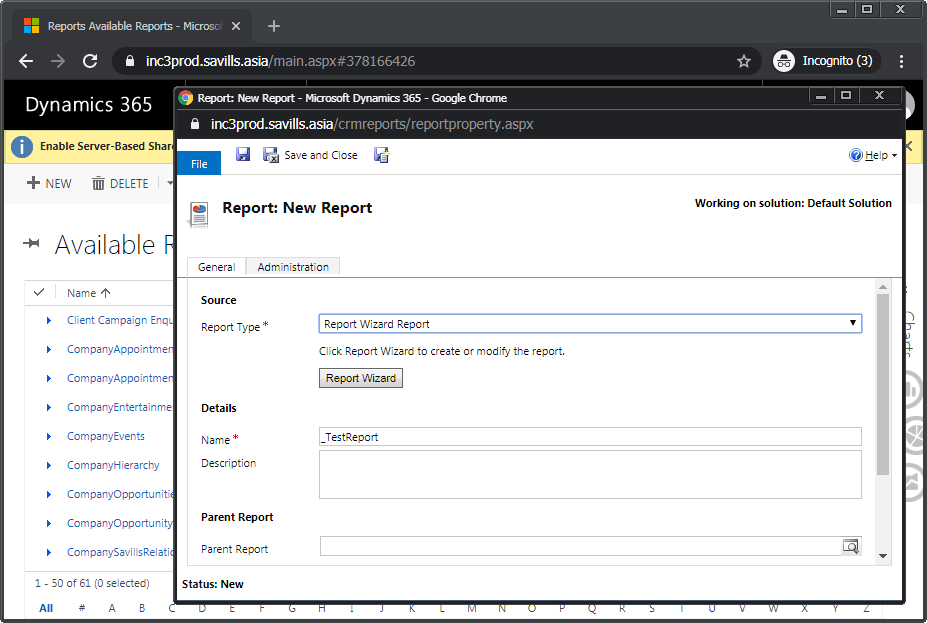 Reports Available Reports - Microsof
inc3prod.savills.asia/main.aspx#378166426
Incognito (3)
Dynamics 365
Report: New Report - Microsoft Dynamics 365 - Google Chrome
inc3prod.savills.asia/crmreports/reportproperty.aspx
Enable Server-Based Share
File
Save and Close
Help
NEW
DELETE
Report: New Report
Working on solution: Default Solution
Available R
General
Administration
Name
Source
Client Campaign Enqu
Report Type*
Report Wizard Report
CompanyAppointmen
Click Report Wizard to create or modify the report.
CompanyAppointmen
Report Wizard
CompanyEntertainme
Details
CompanyEvents
Name*
_TestReport
CompanyHierarchy
Description
CompanyOpportunitie
CompanyOpportunity
Parent Report
CompanySavillsRelatio
Parent Report
Charts
1 - 50 of 61 (0 selected)
Status: New
All # A B C D E F G H I J K L M N O P Q R S T U V W X Y Z